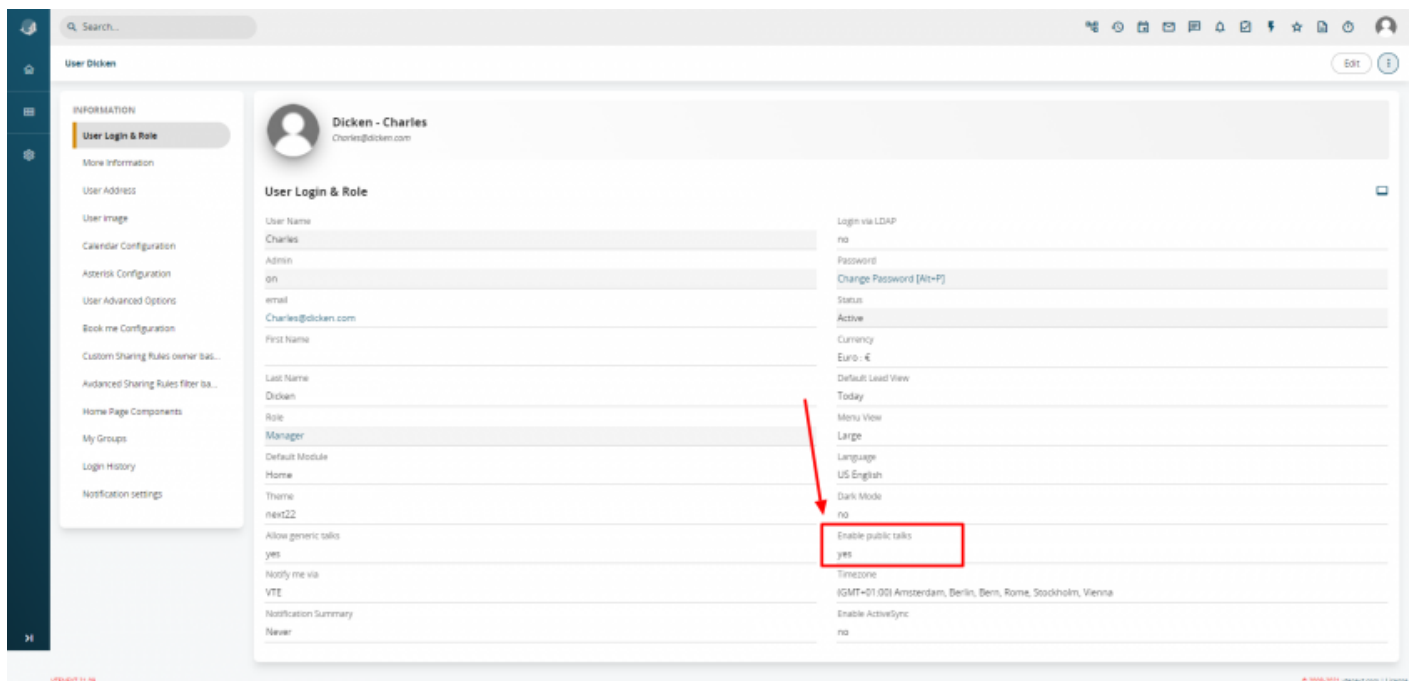 Search...
User Dicken
Edit
INFORMATION
User Login & Role
More Information
User Address
User Image
Calendar Configuration
Asterisk Configuration
User Advanced Options
Book me Configuration
Custom Sharing Rules owner bas...
Avdanced Sharing Rules filter ba...
Home Page Components
My Groups
Login History
Notification settings
Dicken - Charles
Charles@dicken.com
User Login & Role
User Name
Charles
Login via LDAP
no
Admin
on
Password
Change Password [Alt+P]
email
Charles@dicken.com
Status
Active
First Name
Currency
Euro : €
Last Name
Dicken
Default Lead View
Today
Role
Manager
Menu View
Large
Default Module
Home
Language
US English
Theme
next22
Dark Mode
no
Allow generic talks
yes
Enable public talks
yes
Notify me via
VTE
Timezone
(GMT+01:00) Amsterdam, Berlin, Bern, Rome, Stockholm, Vienna
Notification Summary
Never
Enable ActiveSync
no